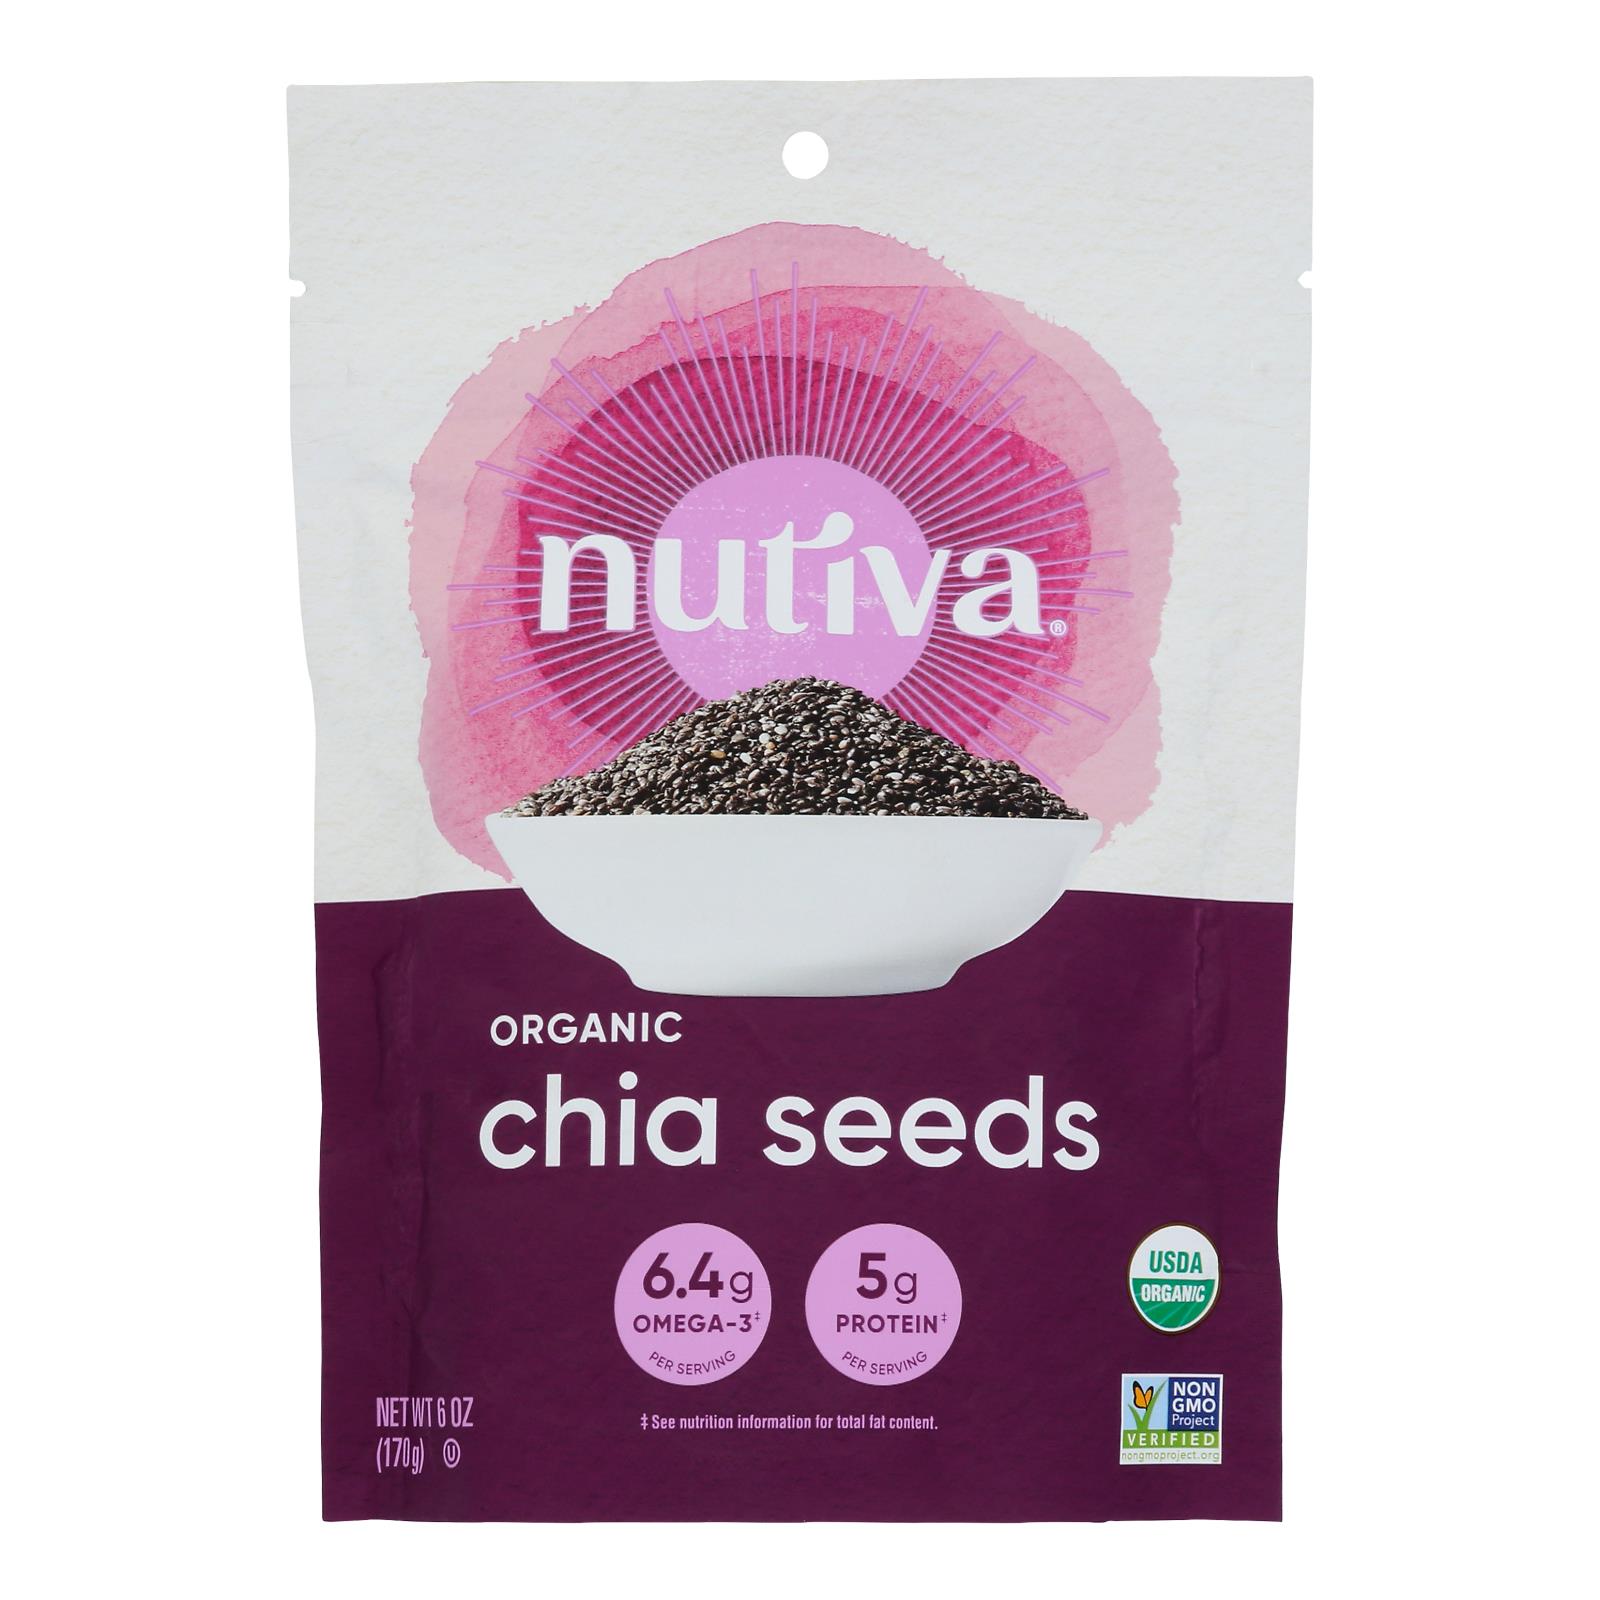 nutiva®
ORGANIC
chia seeds
6.4g
OMEGA-3‡
PER SERVING
5g
PROTEIN‡
PER SERVING
‡ See nutrition information for total fat content.
NET WT 6 OZ
(170g) U
USDA
ORGANIC
NON
GMO
Project
VERIFIED
nongmoproject.org